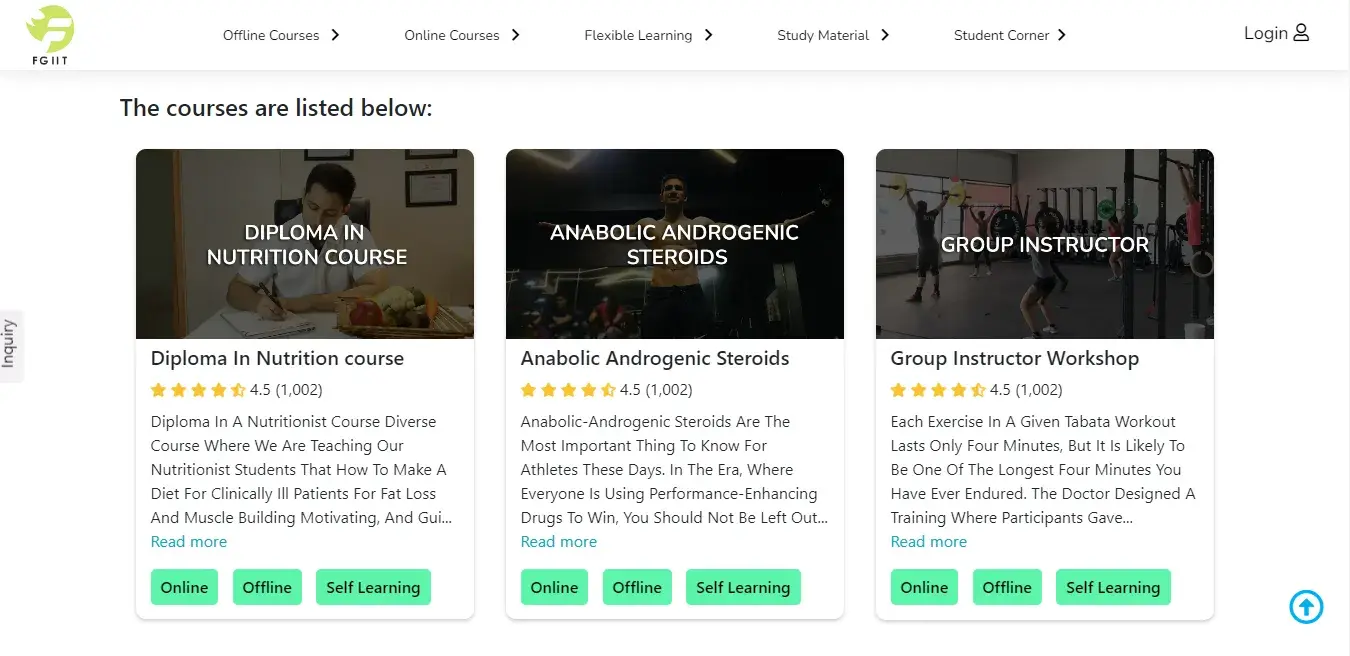 FGIIT
Offline Courses
Online Courses
Flexible Learning
Study Material
Student Corner
Login
The courses are listed below:
Inquiry
DIPLOMA IN
NUTRITION COURSE
Diploma In Nutrition course
4.5 (1,002)
Diploma In A Nutritionist Course Diverse
Course Where We Are Teaching Our
Nutritionist Students That How To Make A
Diet For Clinically Ill Patients For Fat Loss
And Muscle Building Motivating, And Gui...
Read more
Online
Offline
Self Learning
ANABOLIC ANDROGENIC
STEROIDS
Anabolic Androgenic Steroids
4.5 (1,002)
Anabolic-Androgenic Steroids Are The
Most Important Thing To Know For
Athletes These Days. In The Era, Where
Everyone Is Using Performance-Enhancing
Drugs To Win, You Should Not Be Left Out...
Read more
Online
Offline
Self Learning
GROUP INSTRUCTOR
Group Instructor Workshop
4.5 (1,002)
Each Exercise In A Given Tabata Workout
Lasts Only Four Minutes, But It Is Likely To
Be One Of The Longest Four Minutes You
Have Ever Endured. The Doctor Designed A
Training Where Participants Gave...
Read more
Online
Offline
Self Learning